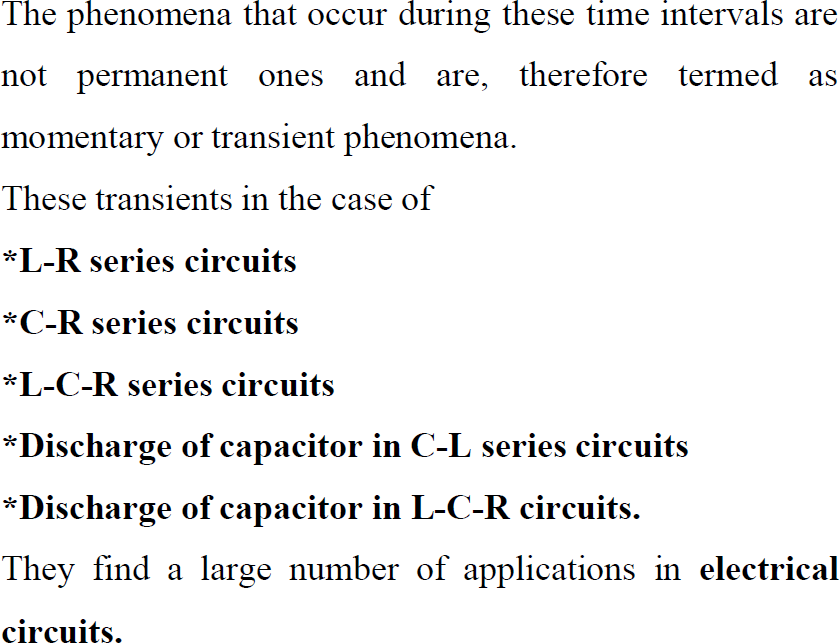 The phenomena that occur during these time intervals are
not permanent ones and are, therefore termed as
momentary or transient phenomena.
These transients in the case of
*L-R series circuits
*C-R series circuits
*L-C-R series circuits
*Discharge of capacitor in C-L series circuits
*Discharge of capacitor in L-C-R circuits.
They find a large number of applications in electrical
circuits.